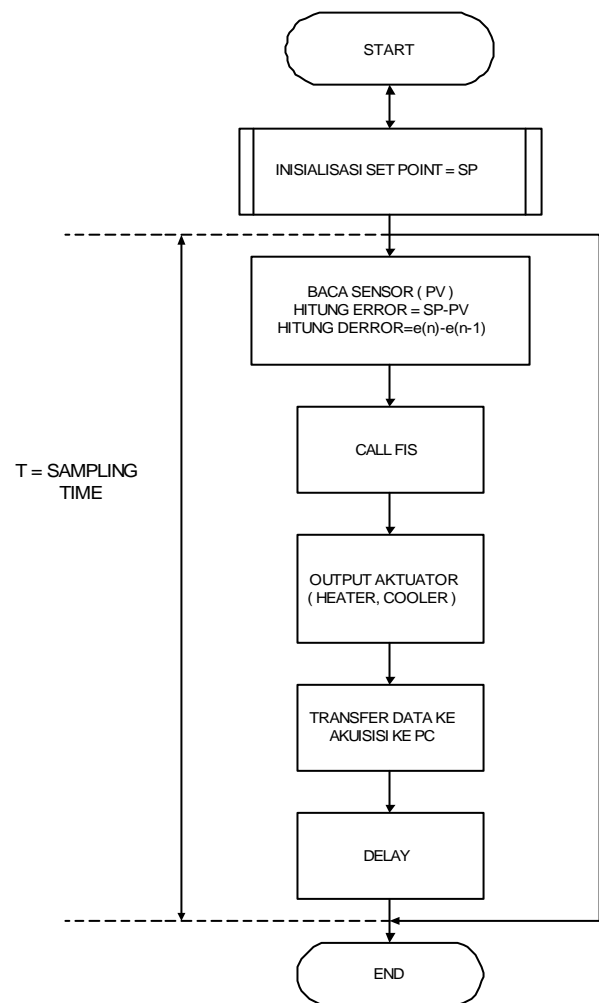 START
INISIALISASI SET POINT = SP
BACA SENSOR ( PV )
HITUNG ERROR = SP-PV
HITUNG DERROR=e(n)-e(n-1)
CALL FIS
T = SAMPLING
TIME
OUTPUT AKTUATOR
( HEATER, COOLER )
TRANSFER DATA KE
AKUISISI KE PC
DELAY
END